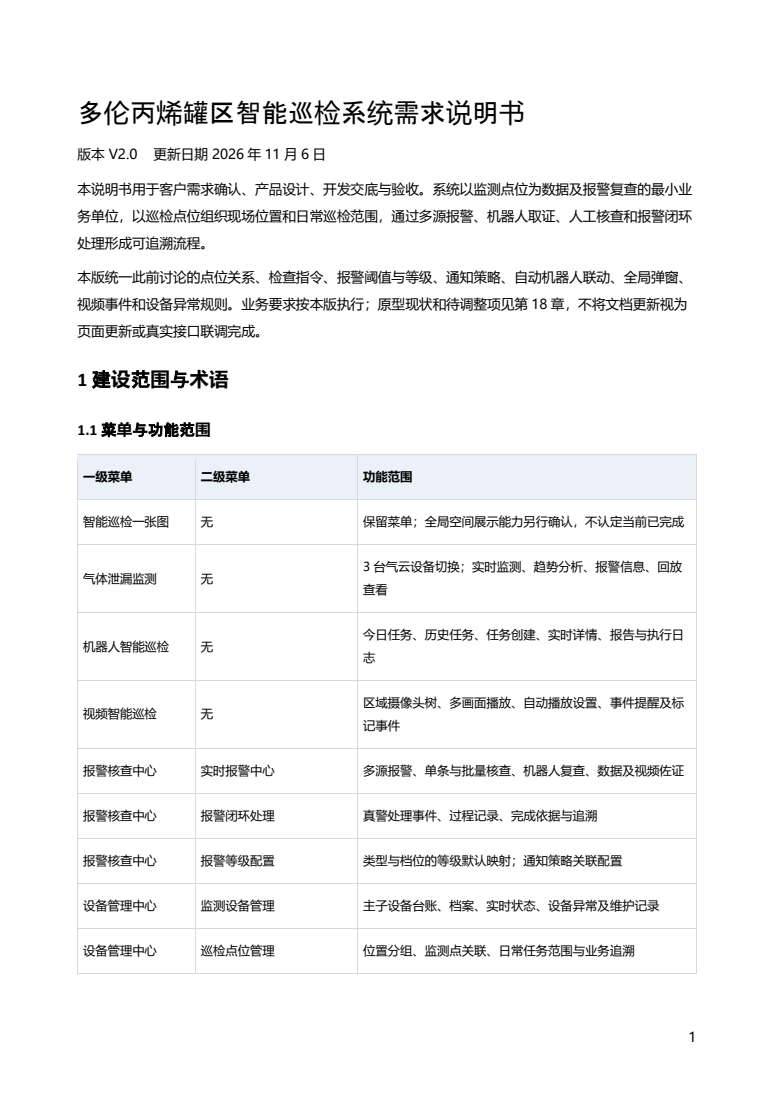 多伦丙烯罐区智能巡检系统需求说明书
版本 V2.0 更新日期 2026 年 11 月 6 日
本说明书用于客户需求确认、产品设计、开发交底与验收。系统以监测点位为数据及报警复查的最小业
务单位，以巡检点位组织现场位置和日常巡检范围，通过多源报警、机器人取证、人工核查和报警闭环
处理形成可追溯流程。
本版统一此前讨论的点位关系、检查指令、报警阈值与等级、通知策略、自动机器人联动、全局弹窗、
视频事件和设备异常规则。业务要求按本版执行；原型现状和待调整项见第 18 章，不将文档更新视为
页面更新或真实接口联调完成。
1 建设范围与术语
1.1 菜单与功能范围
一级菜单 二级菜单 功能范围
智能巡检一张图 无 保留菜单；全局空间展示能力另行确认，不认定当前已完成
气体泄漏监测 无 3 台气云设备切换；实时监测、趋势分析、报警信息、回放
查看
机器人智能巡检 无 今日任务、历史任务、任务创建、实时详情、报告与执行日
志
视频智能巡检 无 区域摄像头树、多画面播放、自动播放设置、事件提醒及标
记事件
报警核查中心 实时报警中心 多源报警、单条与批量核查、机器人复查、数据及视频佐证
报警核查中心 报警闭环处理 真警处理事件、过程记录、完成依据与追溯
报警核查中心 报警等级配置 类型与档位的等级默认映射；通知策略关联配置
设备管理中心 监测设备管理 主子设备台账、档案、实时状态、设备异常及维护记录
设备管理中心 巡检点位管理 位置分组、监测点关联、日常任务范围与业务追溯
1